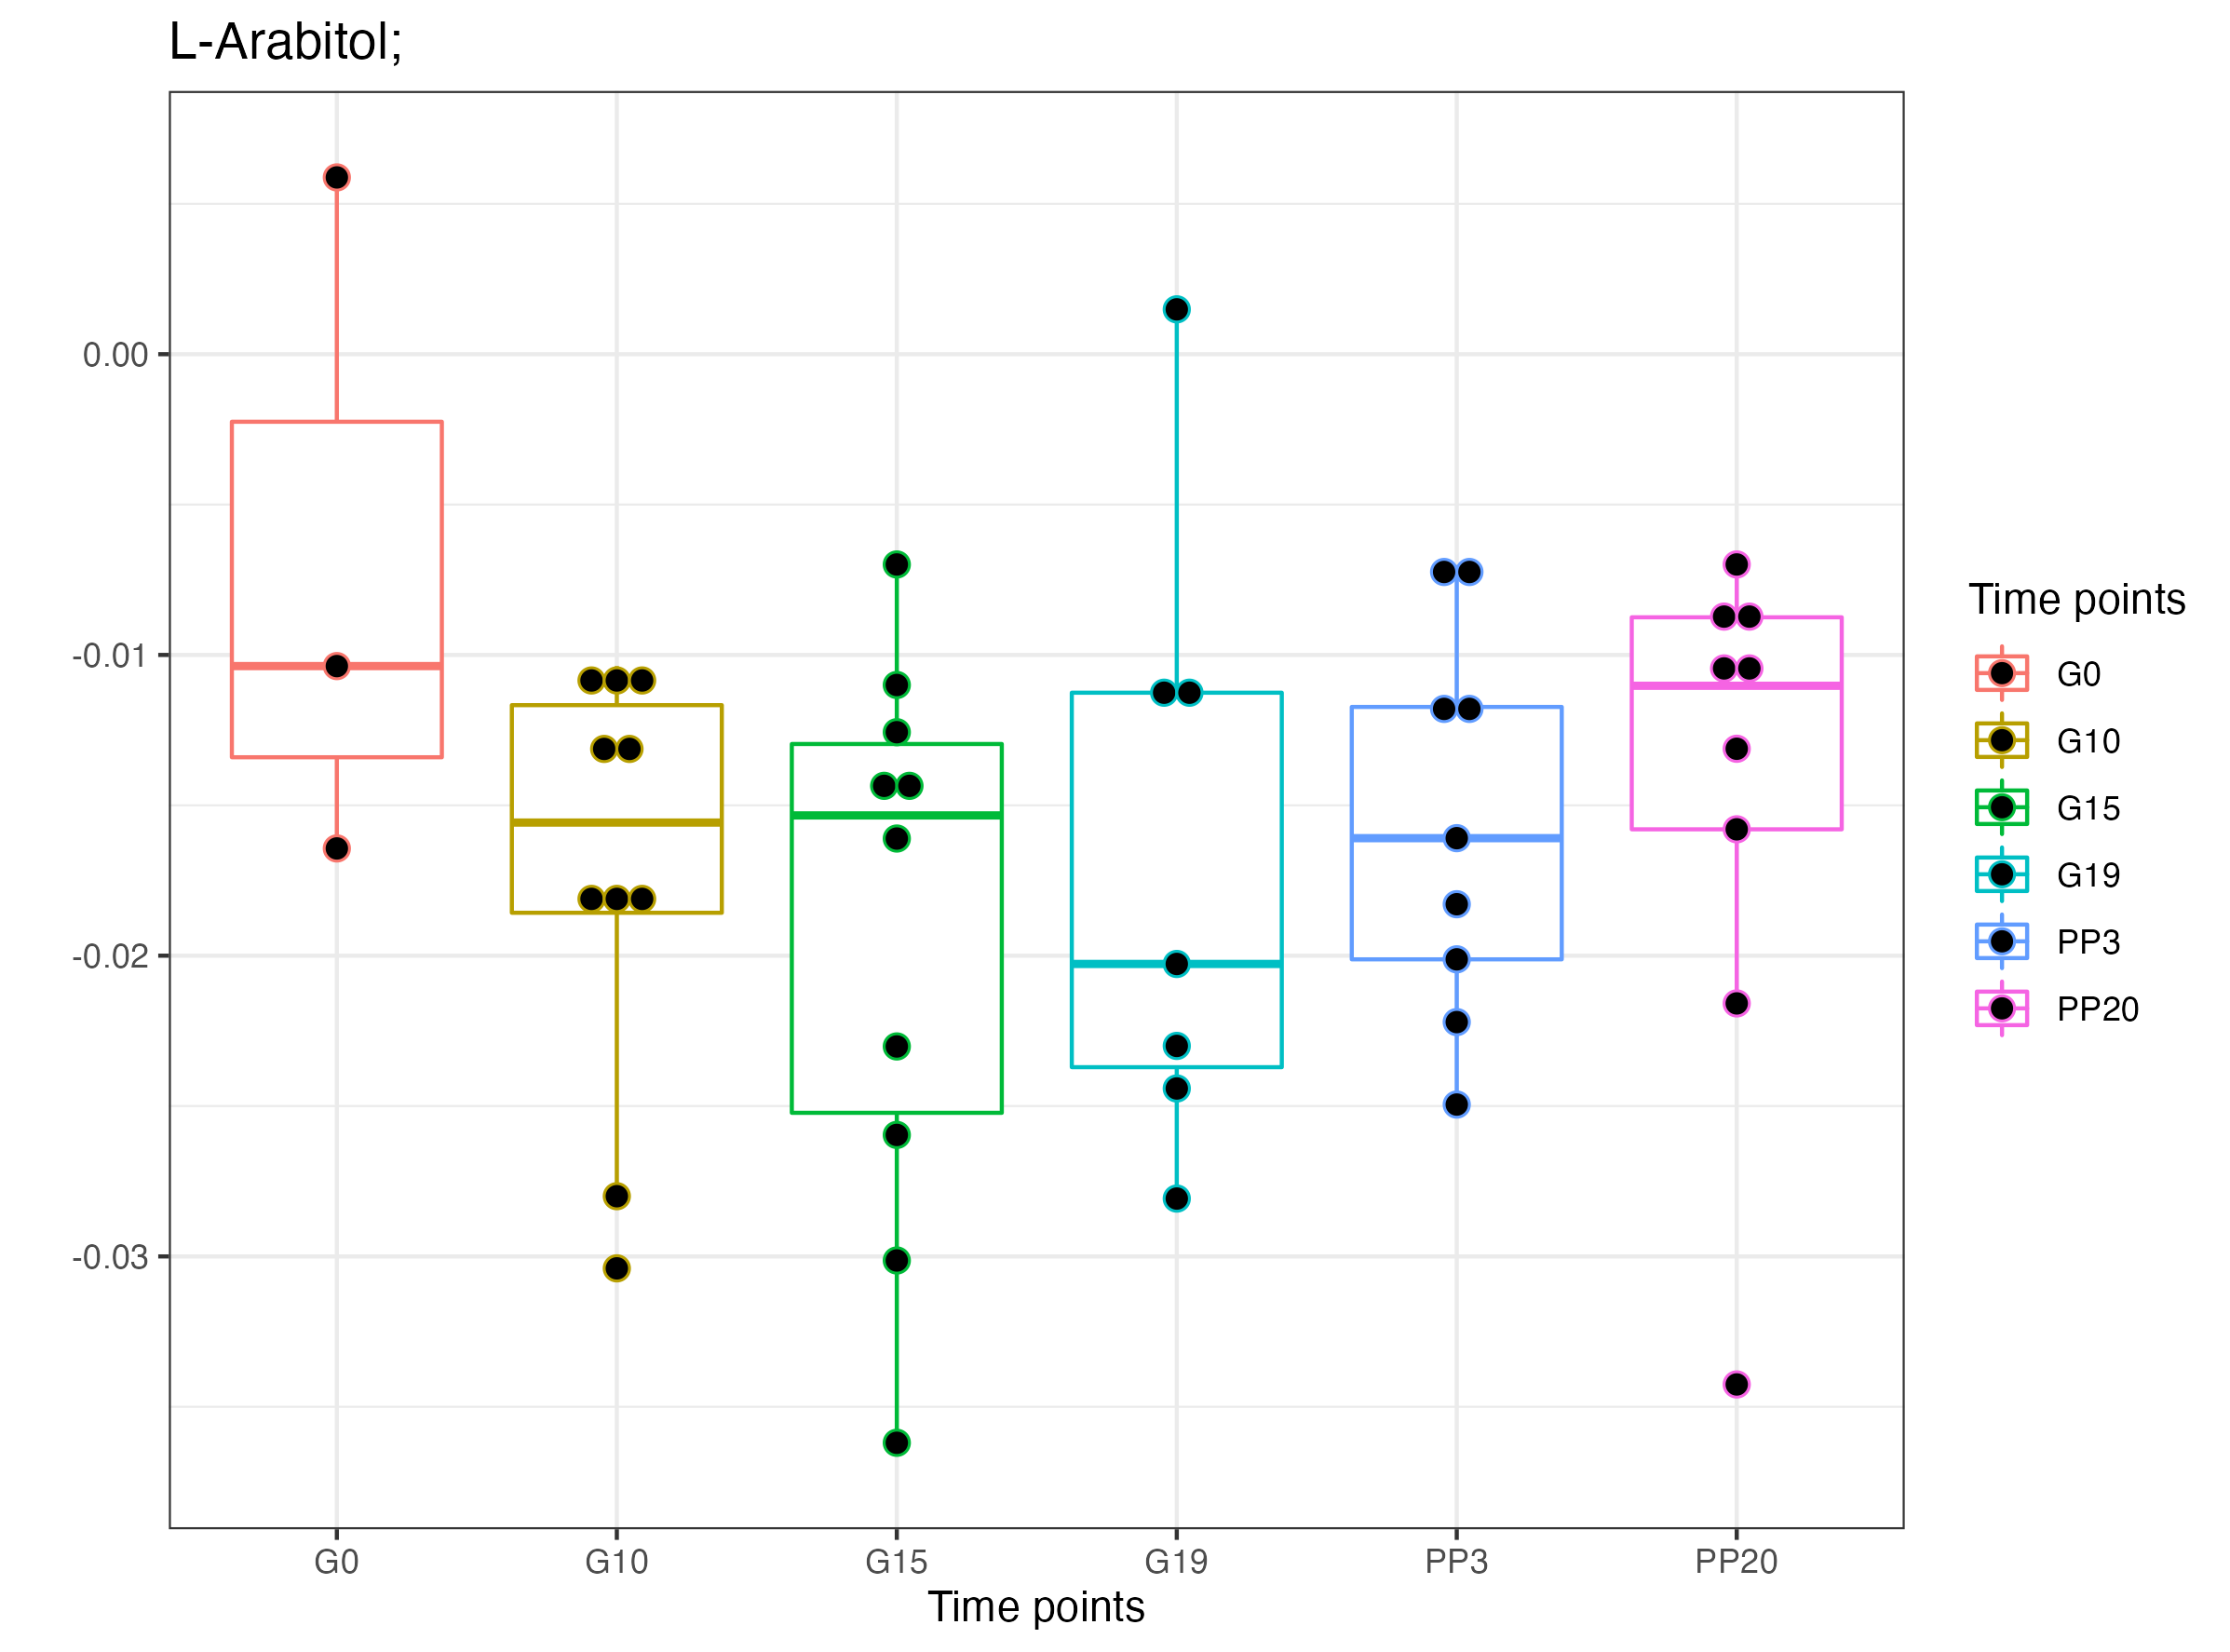 L-Arabitol;
0.00
-0.01
-0.02
-0.03
G0 G10 G15 G19 PP3 PP20
Time points
Time points
G0
G10
G15
G19
PP3
PP20